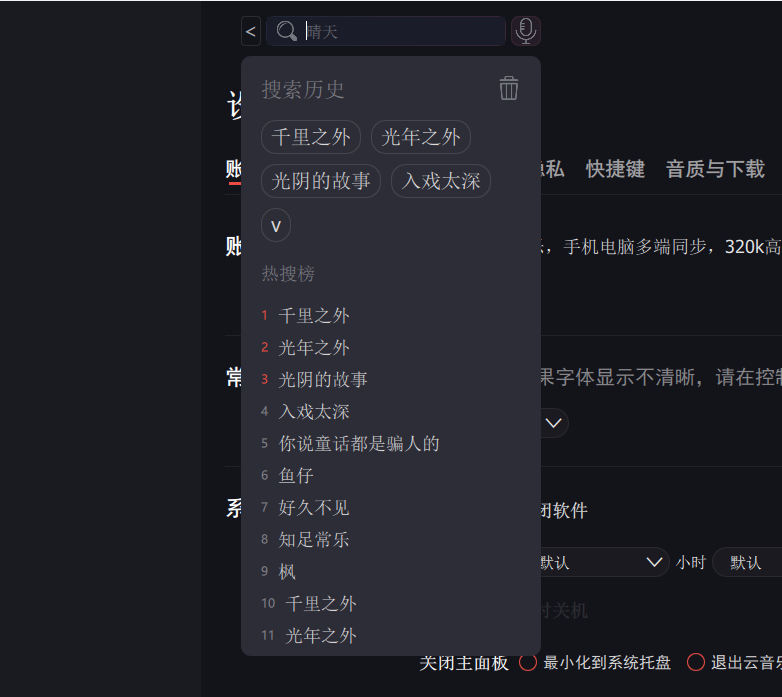 < 晴天
搜索历史
千里之外 光年之外
账 隐私 快捷键 音质与下载
光阴的故事 入戏太深
v
账 ，手机电脑多端同步，320k高
热搜榜
1 千里之外
2 光年之外
常 果字体显示不清晰，请在控制
3 光阴的故事
4 入戏太深
5 你说童话都是骗人的
6 鱼仔
系 闭软件
7 好久不见
8 知足常乐
默认 小时 默认
9 枫
10 千里之外
时关机
11 光年之外
关闭主面板 最小化到系统托盘 退出云音乐